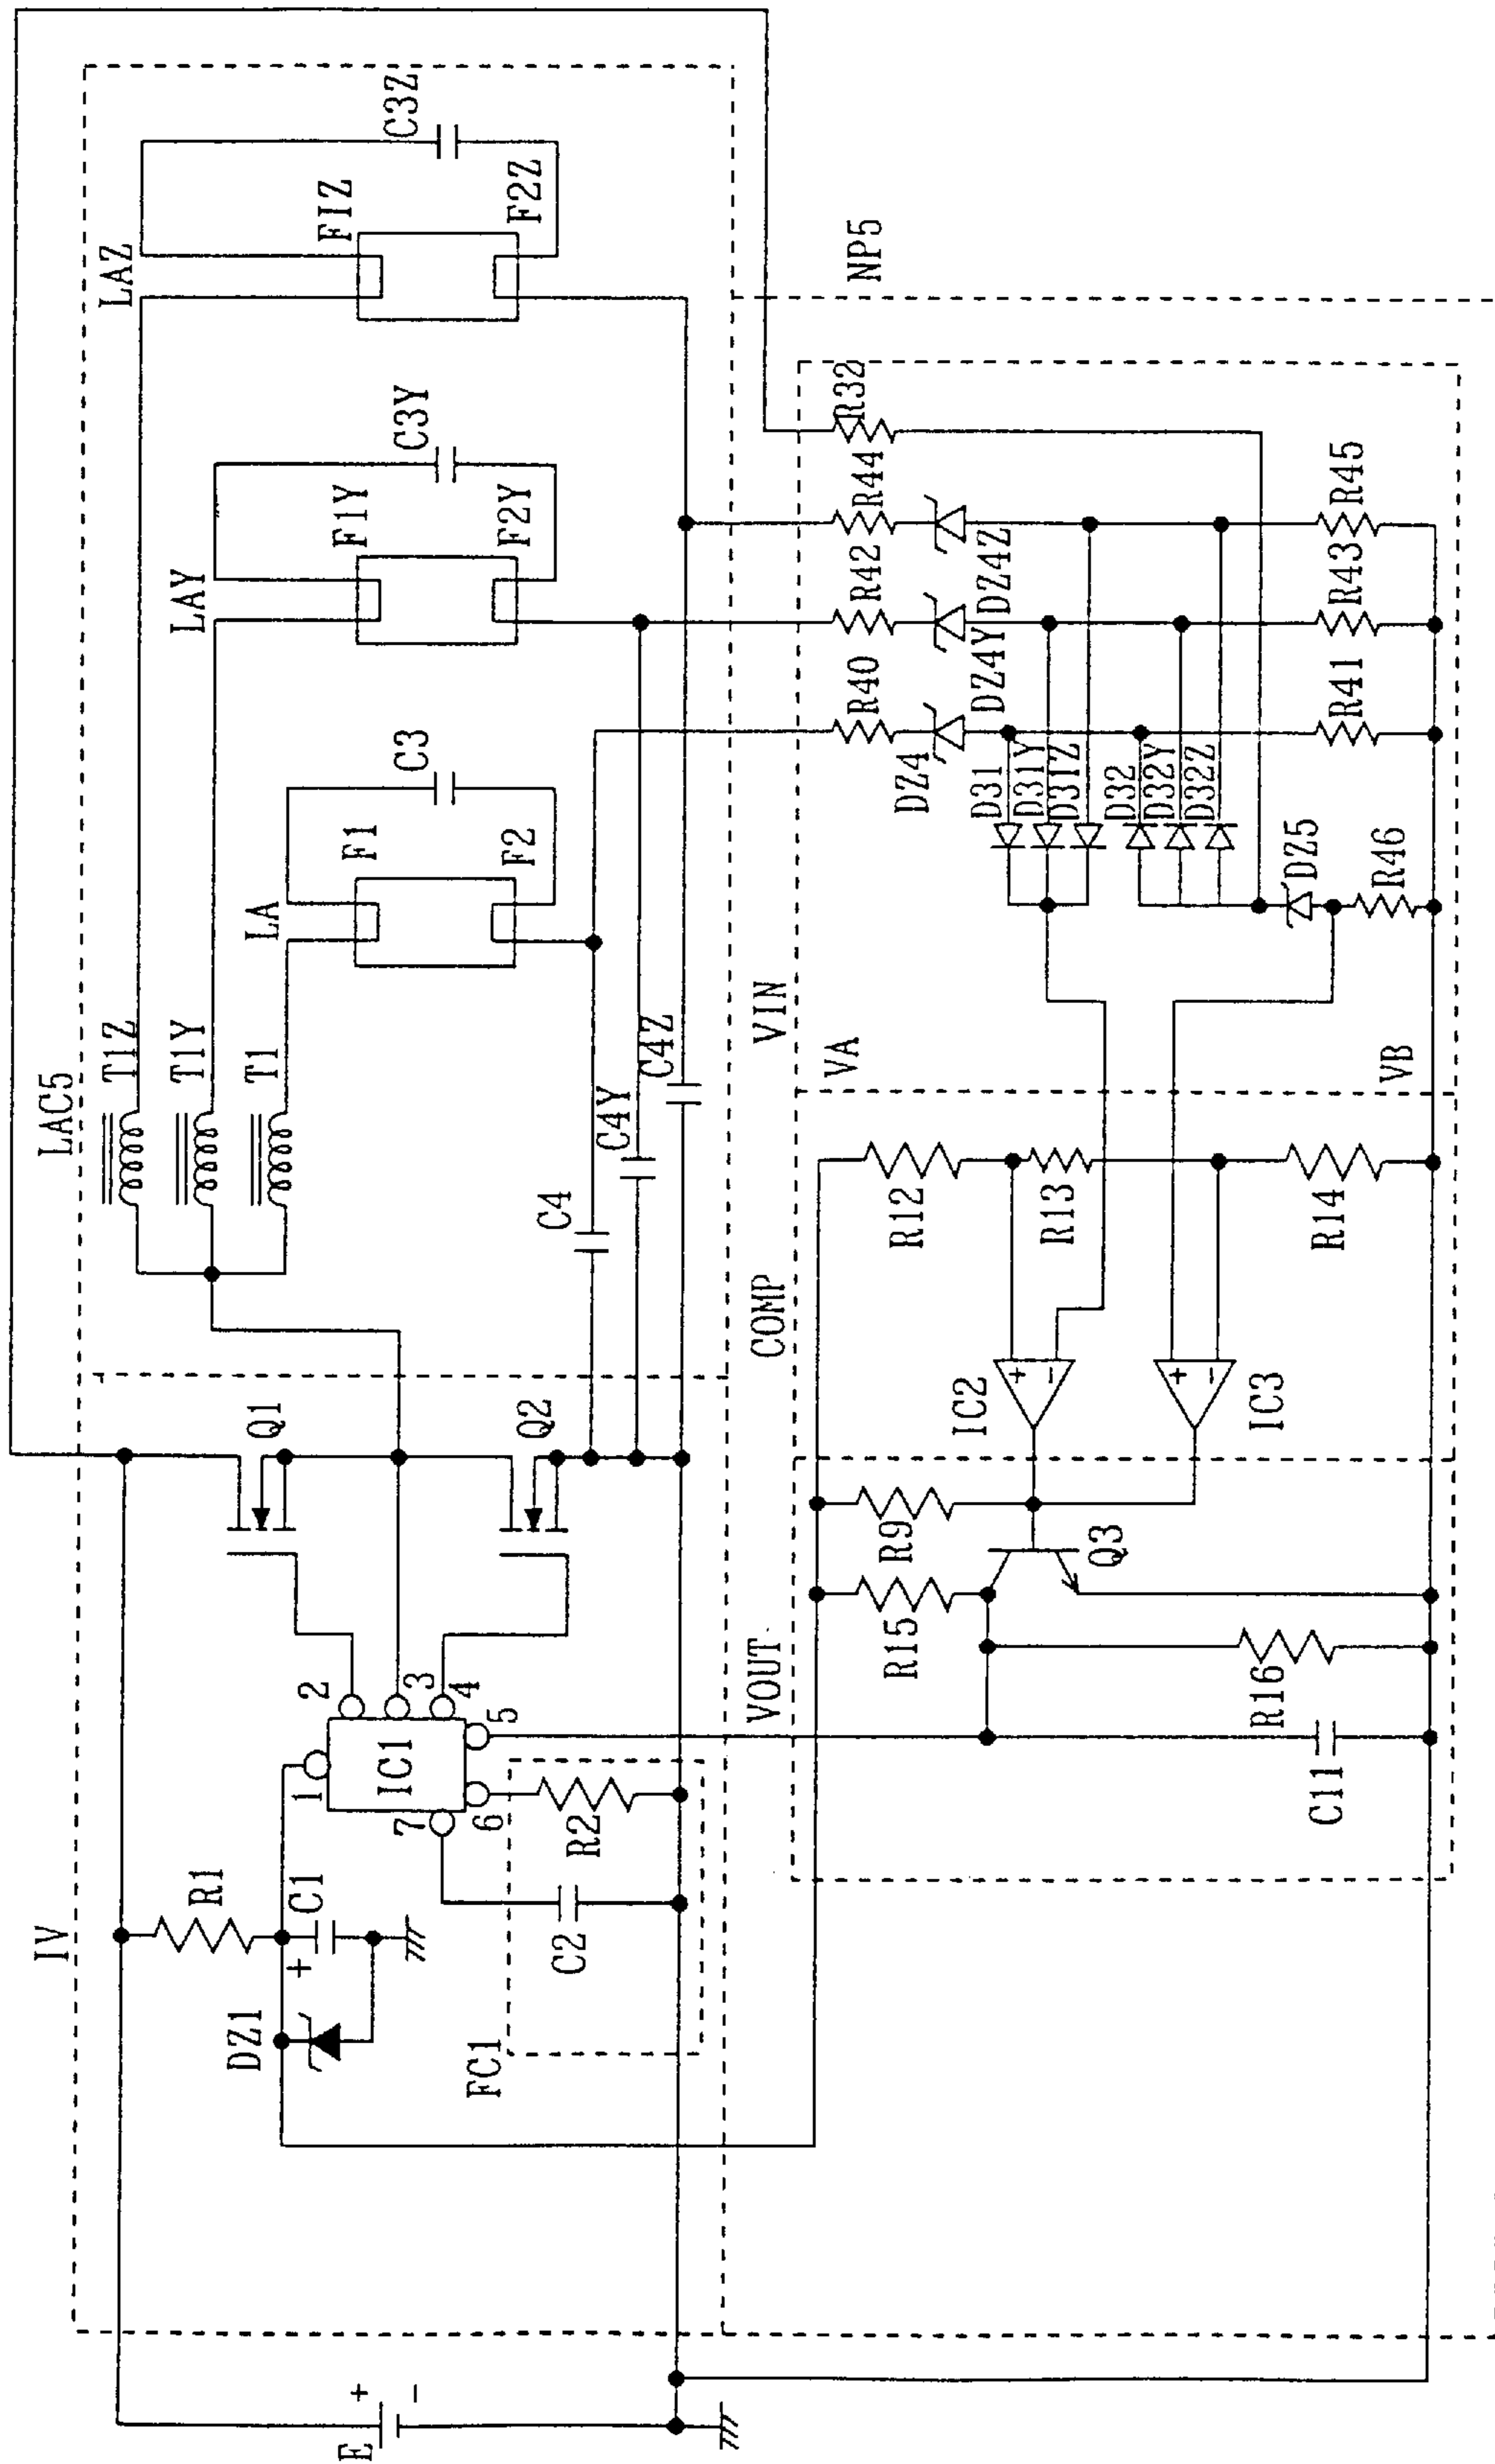 LAC5
T1Z
T1Y
T1
LAZ
LAY
LA
F1Z
F2Z
C3Z
F1Y
F2Y
C3Y
F1
F2
C3
C4
C4Y
C4Z
IV
E
+
-
R1
C1
+
DZ1
FC1
C2
R2
IC1
1
2
3
4
5
6
7
Q1
Q2
NP5
VIN
VA
VB
R32
R44
R42
R40
DZ4Z
DZ4Y
DZ4
D31
D31Y
D31Z
D32
D32Y
D32Z
DZ5
R46
R45
R43
R41
COMP
R12
R13
R14
IC2
+
-
IC3
+
-
VOUT
R9
R15
Q3
R16
C11